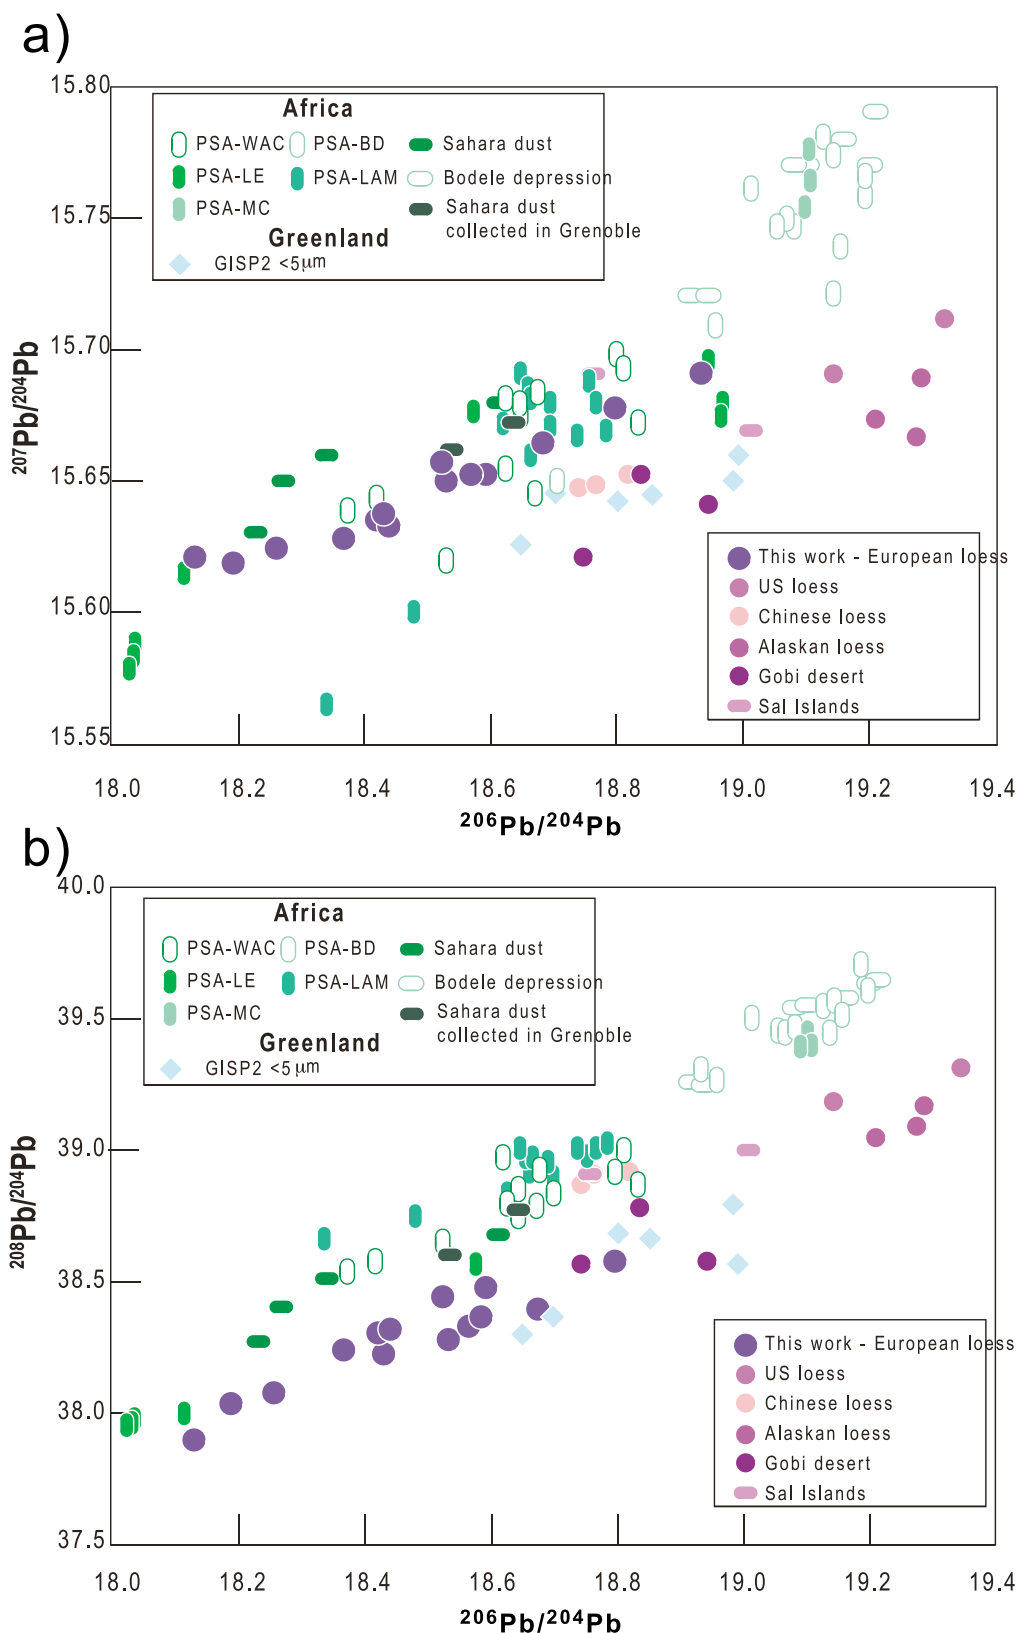 a)
15.80
Africa
PSA-WAC PSA-BD Sahara dust
PSA-LE PSA-LAM Bodele depression
PSA-MC Sahara dust
collected in Grenoble
Greenland
GISP2 <5μm
15.75
15.70
15.65
15.60
15.55
207Pb/204Pb
This work - European loess
US loess
Chinese loess
Alaskan loess
Gobi desert
Sal Islands
18.0 18.2 18.4 18.6 18.8 19.0 19.2 19.4
206Pb/204Pb
b)
40.0
Africa
PSA-WAC PSA-BD Sahara dust
PSA-LE PSA-LAM Bodele depression
PSA-MC Sahara dust
collected in Grenoble
Greenland
GISP2 <5μm
39.5
39.0
38.5
38.0
37.5
208Pb/204Pb
This work - European loess
US loess
Chinese loess
Alaskan loess
Gobi desert
Sal Islands
18.0 18.2 18.4 18.6 18.8 19.0 19.2 19.4
206Pb/204Pb